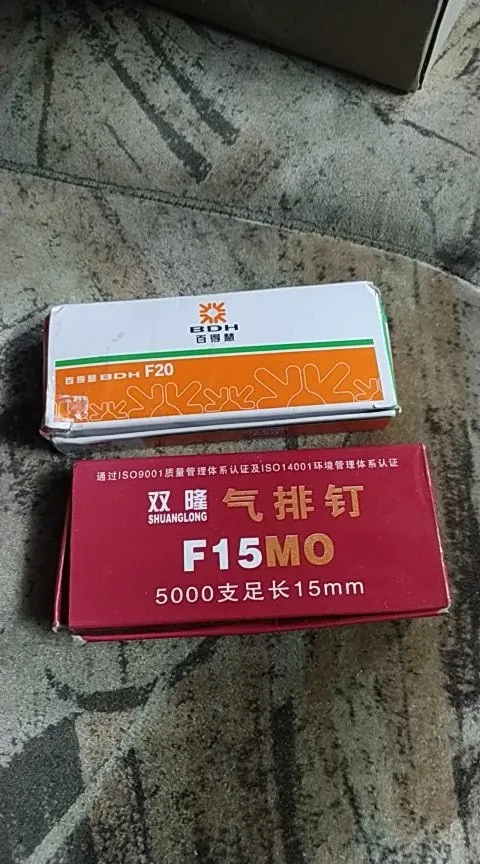 BDH
百得慧
百得慧 BDH F20
通过ISO9001质量管理体系认证及ISO14001环境管理体系认证
双隆 气排钉
SHUANGLONG
F15MO
5000支足长15mm